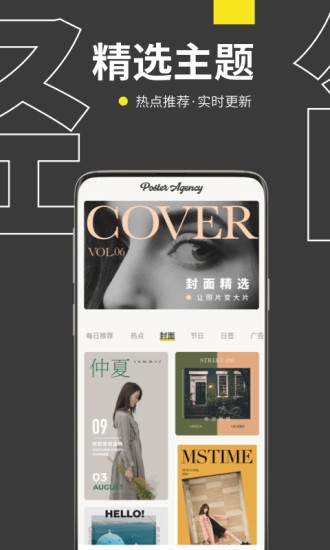 精选主题
热点推荐·实时更新
Poster Agency
COVER
VOL.06
封面精选
让照片变大片
每日推荐 热点 封面 节日 日签 广告
仲夏
summer
09
03
AUGUST
STREET
MSTIME
HELLO!